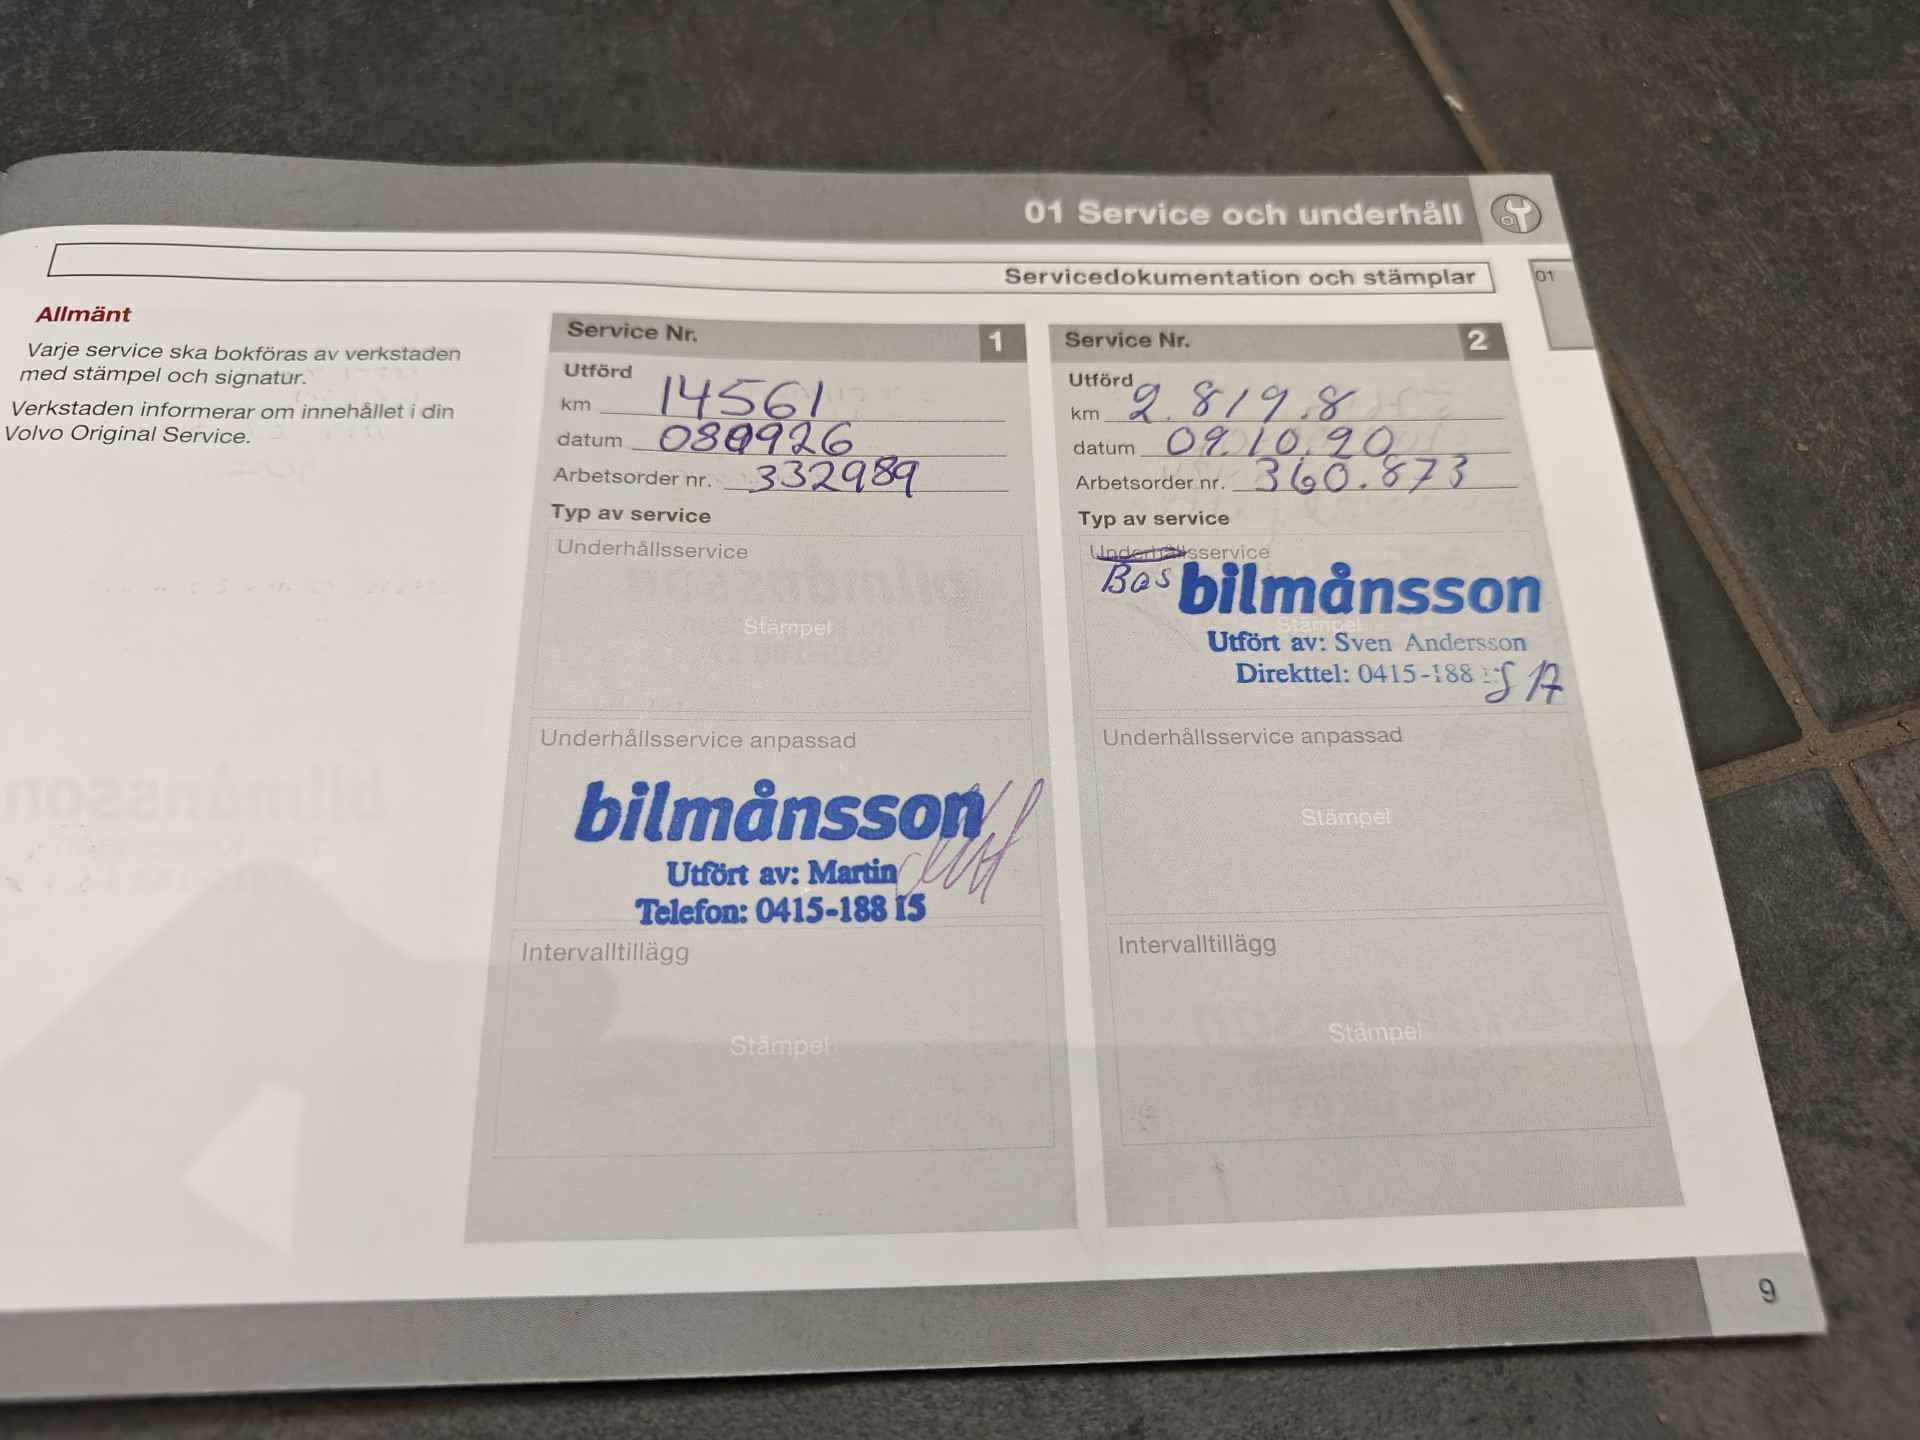 01 Service och underhåll
Servicedokumentation och stämplar
01
Allmänt
Varje service ska bokföras av verkstaden
med stämpel och signatur.
Verkstaden informerar om innehållet i din
Volvo Original Service.
Service Nr. 1
Utförd
km 14561
datum 080926
Arbetsorder nr. 332989
Typ av service
Underhållsservice
Stämpel
Underhållsservice anpassad
bilmånsson
Utfört av: Martin
Telefon: 0415-188 15
Intervalltillägg
Stämpel
Service Nr. 2
Utförd
km 2.819.8
datum 09.10.20
Arbetsorder nr. 360.873
Typ av service
Underhållsservice
Bas
bilmånsson
Stämpel
Utfört av: Sven Andersson
Direkttel: 0415-188
SA
Underhållsservice anpassad
Stämpel
Intervalltillägg
Stämpel
9